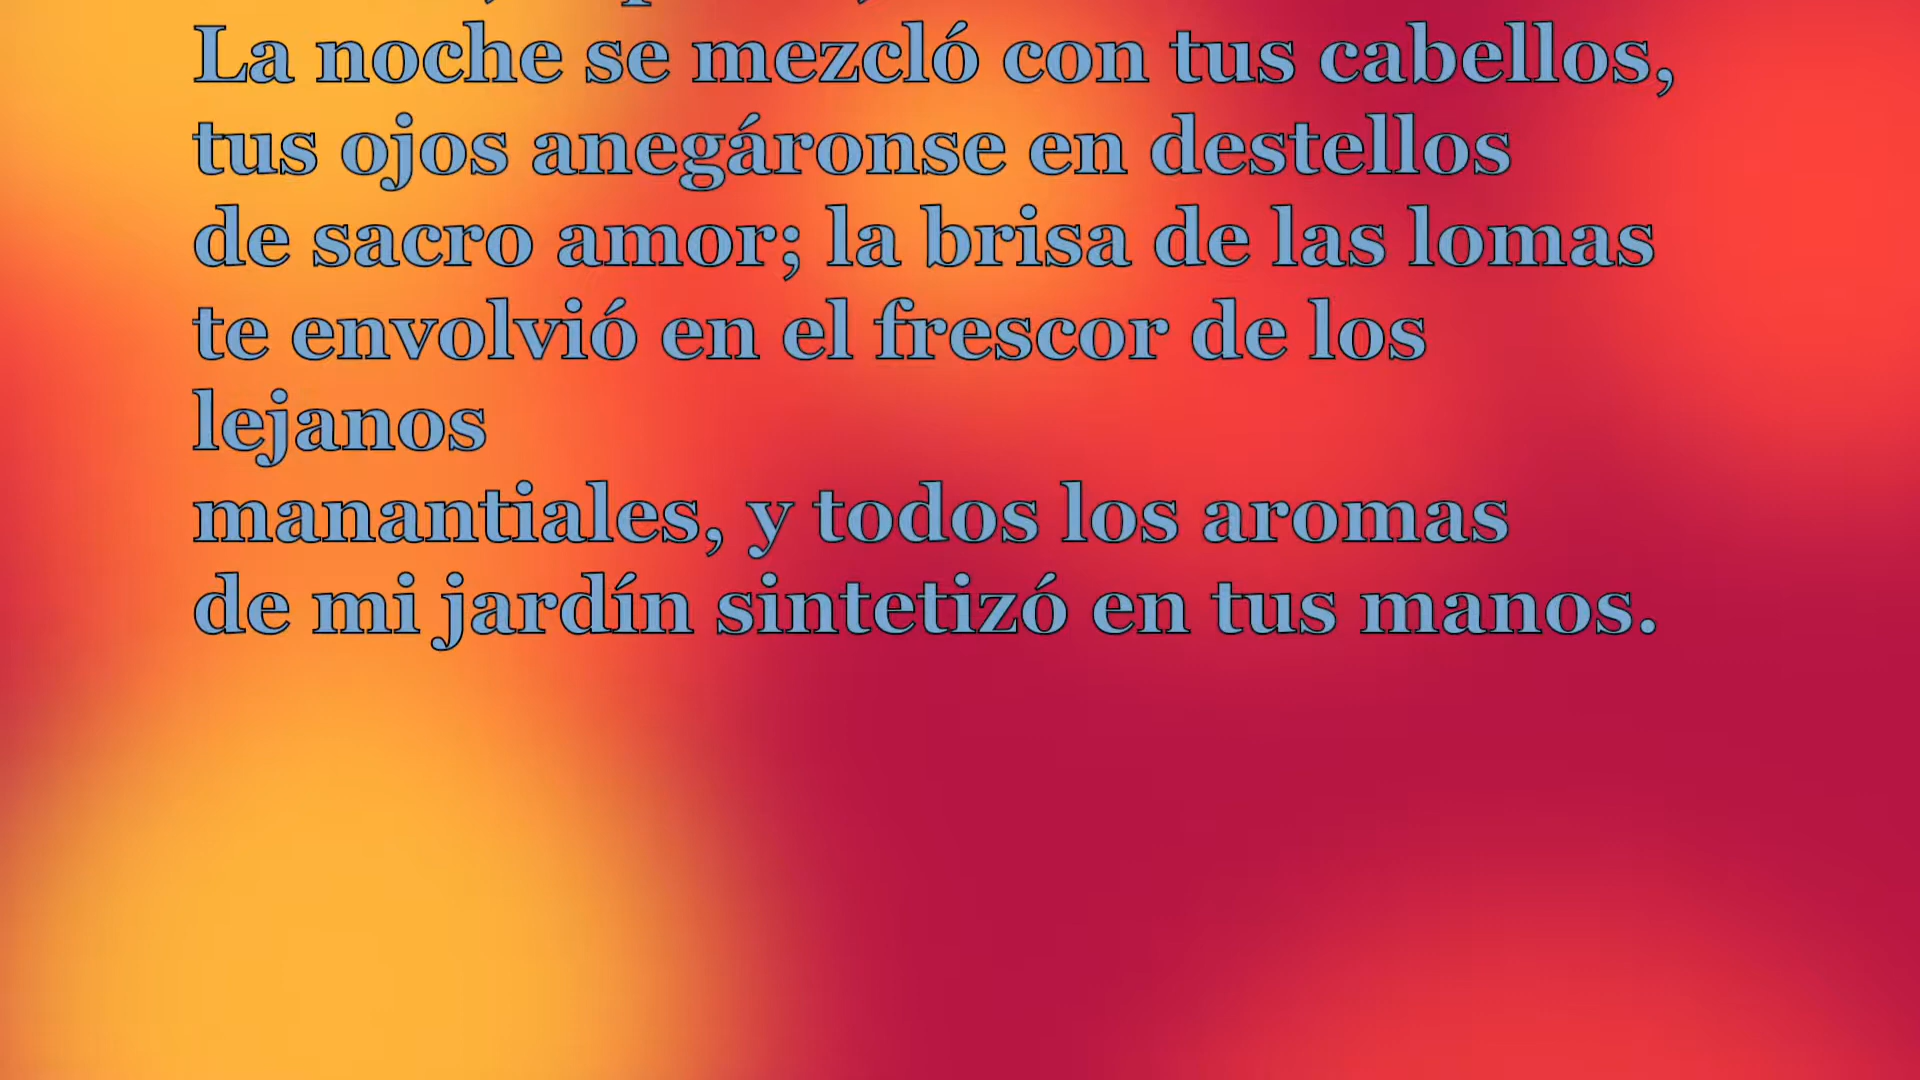 La noche se mezcló con tus cabellos,
tus ojos anegáronse en destellos
de sacro amor; la brisa de las lomas
te envolvió en el frescor de los
lejanos
manantiales, y todos los aromas
de mi jardín sintetizó en tus manos.